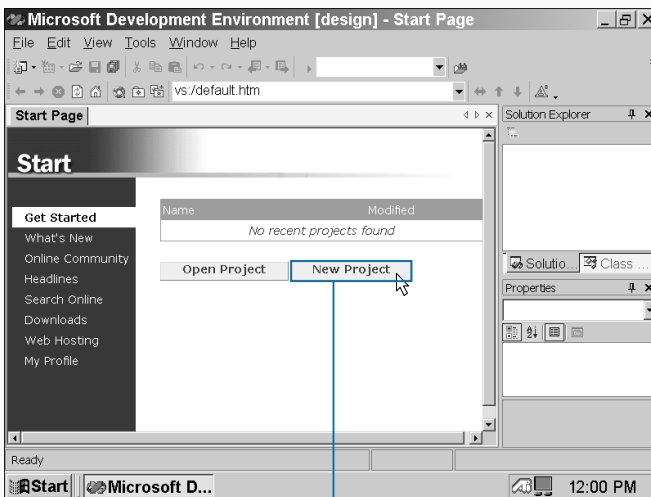 Microsoft Development Environment [design] - Start Page
File Edit View Tools Window Help
vs:/default.htm
Start Page
Solution Explorer
Start
Get Started
What's New
Online Community
Headlines
Search Online
Downloads
Web Hosting
My Profile
Name Modified
No recent projects found
Open Project New Project
Solutio... Class ...
Properties
Ready
Start Microsoft D... 12:00 PM